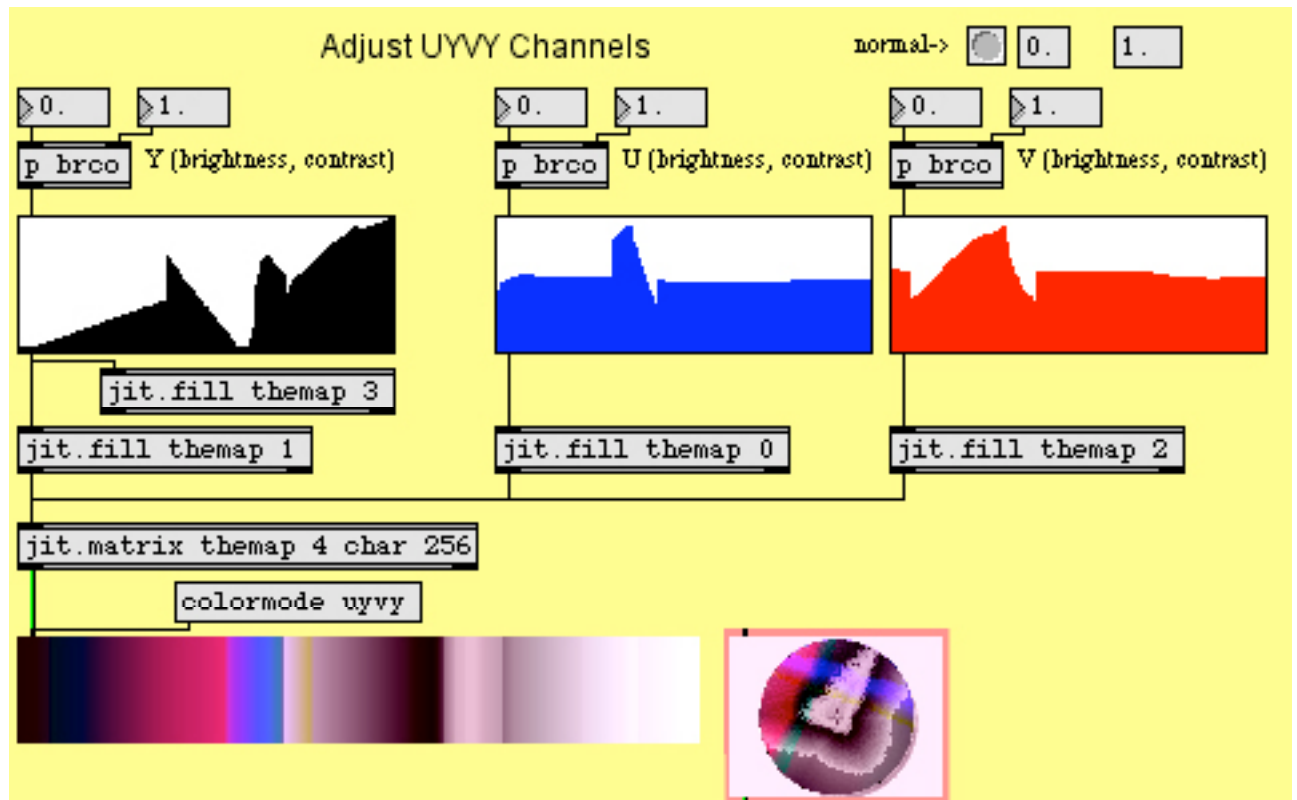 Adjust UYVY Channels
normal-> 0. 1.
0. 1. 0. 1. 0. 1.
p brco Y (brightness, contrast) p brco U (brightness, contrast) p brco V (brightness, contrast)
jit.fill themap 3
jit.fill themap 1 jit.fill themap 0 jit.fill themap 2
jit.matrix themap 4 char 256
colormode uyvy